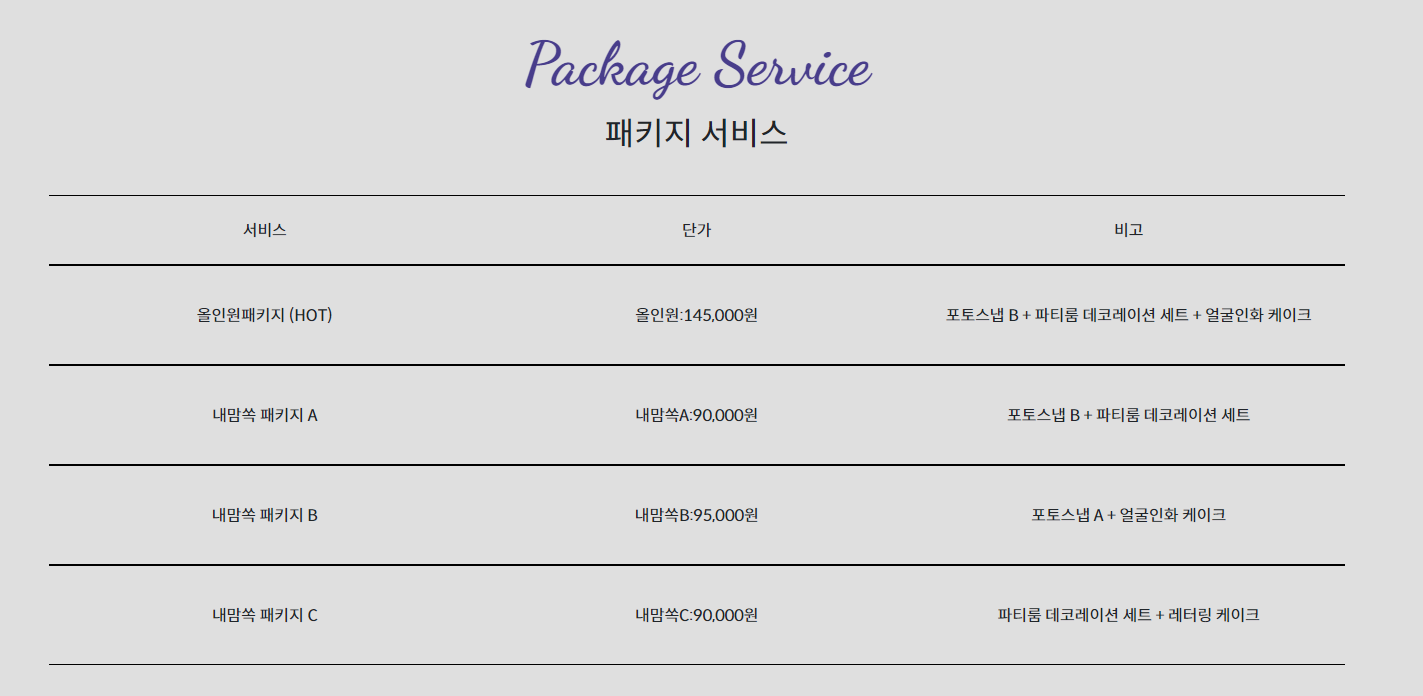 Package Service
패키지 서비스
서비스 단가 비고
올인원패키지 (HOT) 올인원:145,000원 포토스냅 B + 파티룸 데코레이션 세트 + 얼굴인화 케이크
내맘쏙 패키지 A 내맘쏙A:90,000원 포토스냅 B + 파티룸 데코레이션 세트
내맘쏙 패키지 B 내맘쏙B:95,000원 포토스냅 A + 얼굴인화 케이크
내맘쏙 패키지 C 내맘쏙C:90,000원 파티룸 데코레이션 세트 + 레터링 케이크